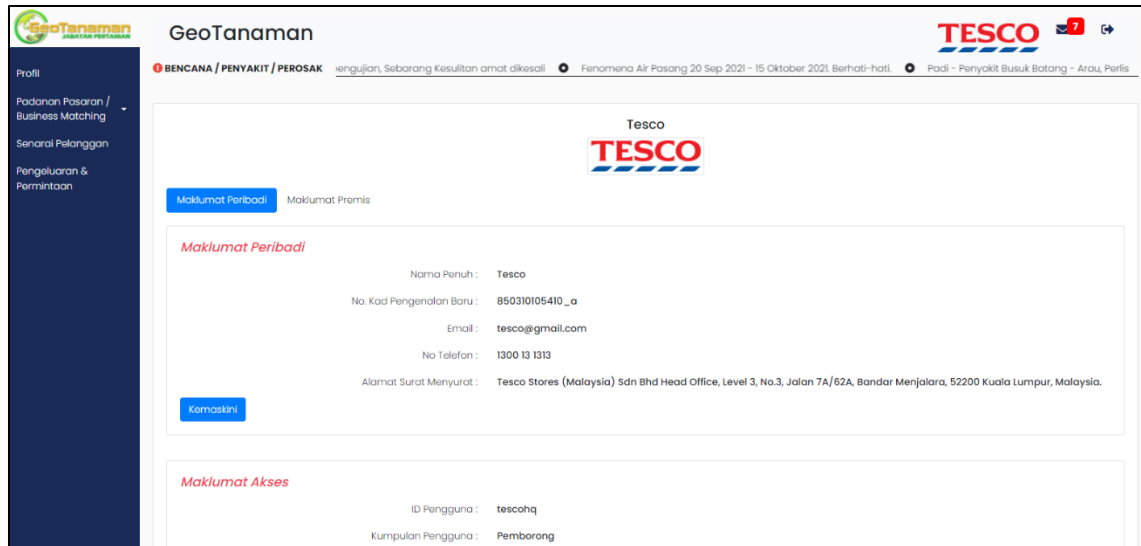 GeoTanaman
JABATAN PERTANIAN
GeoTanaman
TESCO
7
Profil
BENCANA / PENYAKIT / PEROSAK
pengujian, Sebarang Kesulitan amat dikesali
Fenomena Air Pasang 20 Sep 2021 - 15 Oktober 2021. Berhati-hati.
Padi - Penyakit Busuk Batang - Arau, Perlis
Padanan Pasaran /
Business Matching
Senarai Pelanggan
Pengeluaran &
Permintaan
Tesco
TESCO
Maklumat Peribadi
Maklumat Premis
Maklumat Peribadi
Nama Penuh : Tesco
No. Kad Pengenalan Baru : 850310105410_a
Email : tesco@gmail.com
No Telefon : 1300 13 1313
Alamat Surat Menyurat : Tesco Stores (Malaysia) Sdn Bhd Head Office, Level 3, No.3, Jalan 7A/62A, Bandar Menjalara, 52200 Kuala Lumpur, Malaysia.
Kemaskini
Maklumat Akses
ID Pengguna : tescohq
Kumpulan Pengguna : Pemborong